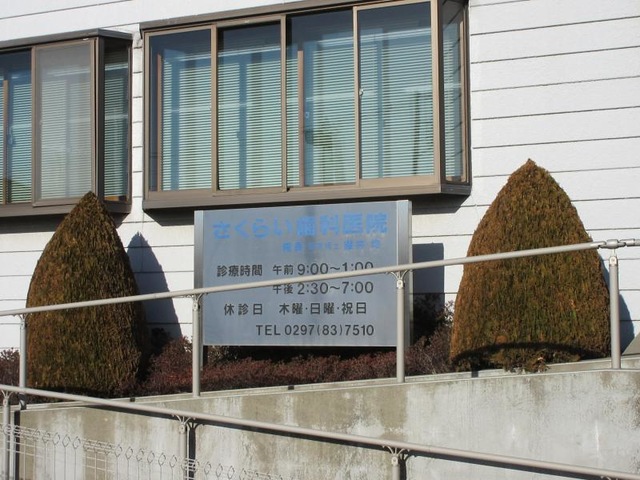 さくらい歯科医院
診療時間 午前 9:00〜1:00
午後 2:30〜7:00
休診日 木曜・日曜・祝日
TEL 0297(83)7510